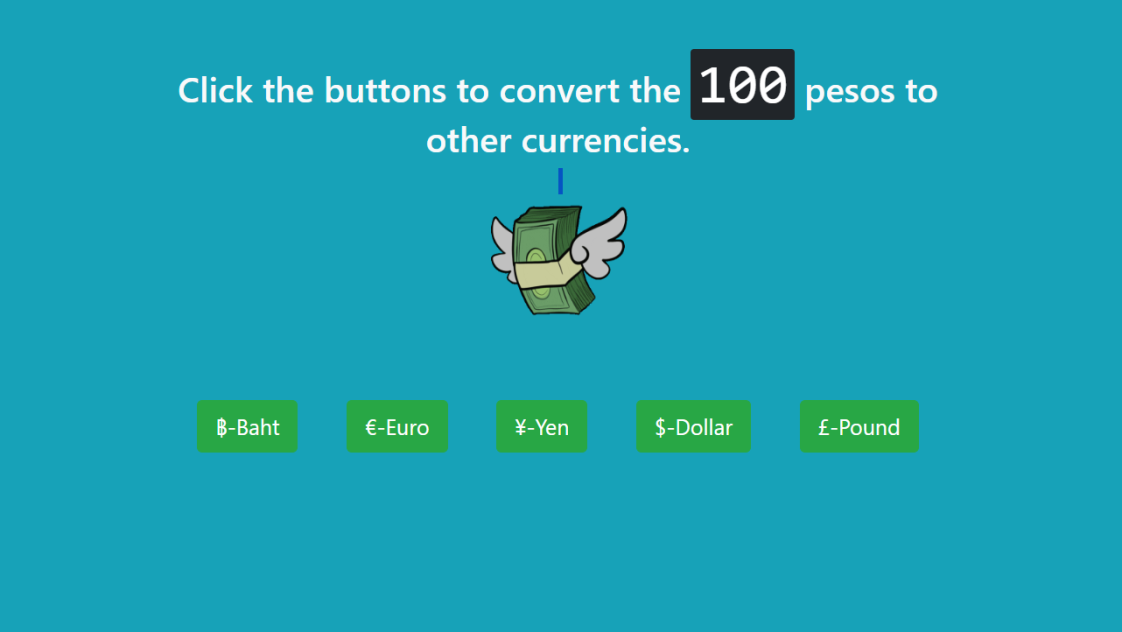 Click the buttons to convert the 100 pesos to
other currencies.
฿-Baht
€-Euro
¥-Yen
$-Dollar
£-Pound